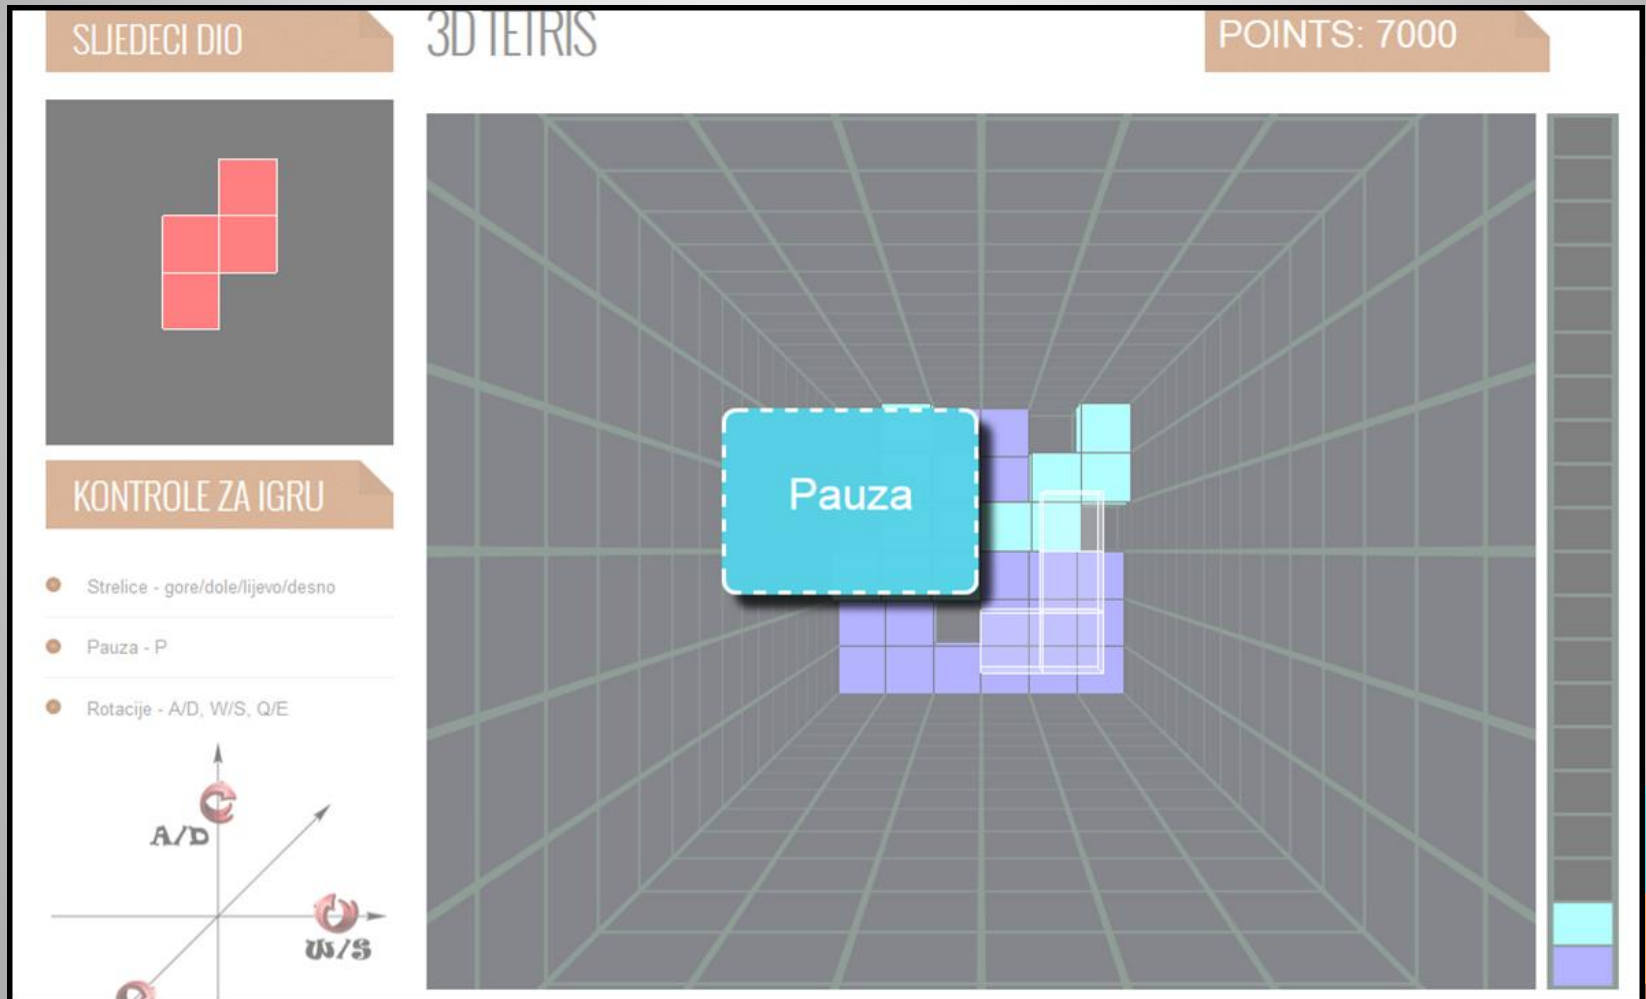 SLJEDECI DIO
3D TETRIS
POINTS: 7000
Pauza
KONTROLE ZA IGRU
Strelice - gore/dole/lijevo/desno
Pauza - P
Rotacije - A/D, W/S, Q/E
A/D
W/S